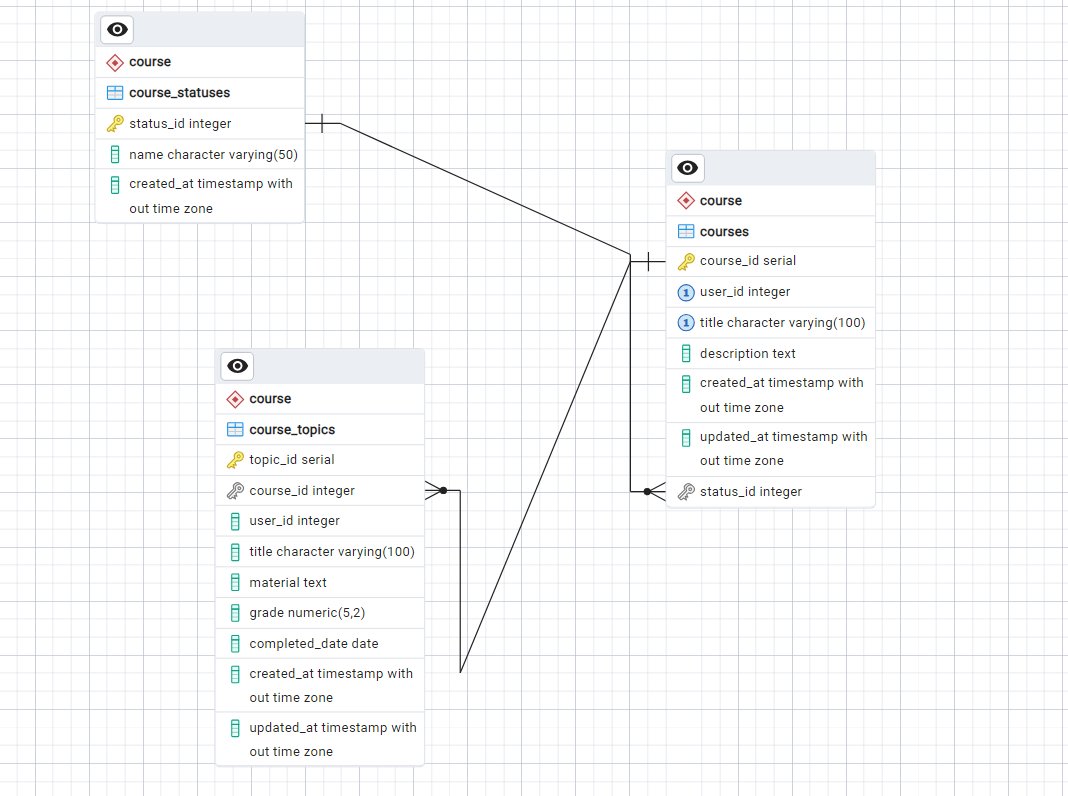 course
course_statuses
status_id integer
name character varying(50)
created_at timestamp with
out time zone
course
courses
course_id serial
1 user_id integer
1 title character varying(100)
description text
created_at timestamp with
out time zone
updated_at timestamp with
out time zone
status_id integer
course
course_topics
topic_id serial
course_id integer
user_id integer
title character varying(100)
material text
grade numeric(5,2)
completed_date date
created_at timestamp with
out time zone
updated_at timestamp with
out time zone